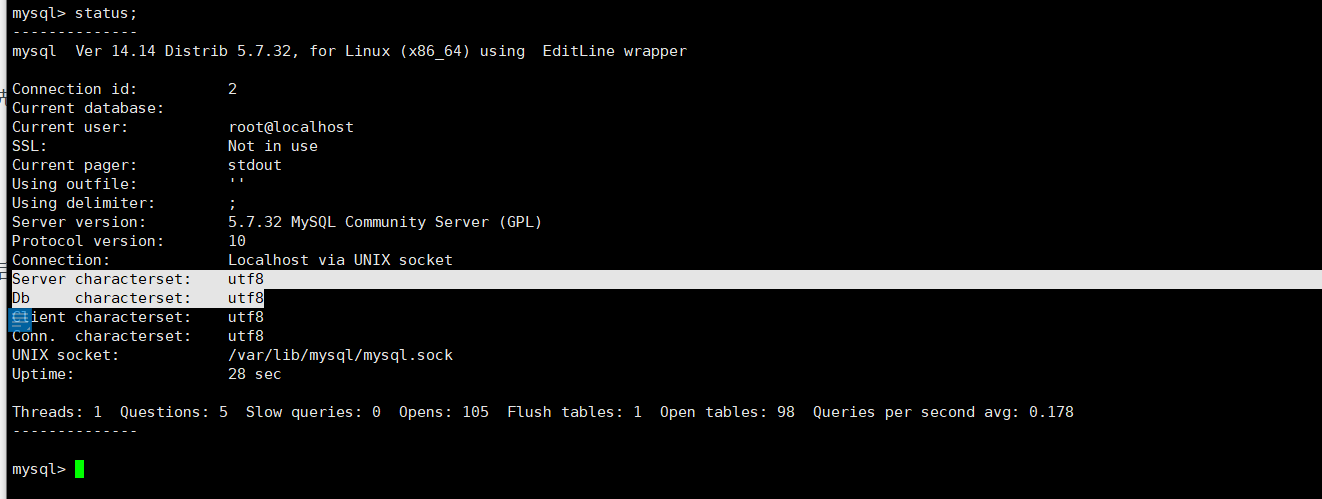 mysql> status;
--------------
mysql  Ver 14.14 Distrib 5.7.32, for Linux (x86_64) using  EditLine wrapper

Connection id:          2
Current database:
Current user:           root@localhost
SSL:                    Not in use
Current pager:          stdout
Using outfile:          ''
Using delimiter:        ;
Server version:         5.7.32 MySQL Community Server (GPL)
Protocol version:       10
Connection:             Localhost via UNIX socket
Server characterset:    utf8
Db     characterset:    utf8
Client characterset:    utf8
Conn.  characterset:    utf8
UNIX socket:            /var/lib/mysql/mysql.sock
Uptime:                 28 sec

Threads: 1  Questions: 5  Slow queries: 0  Opens: 105  Flush tables: 1  Open tables: 98  Queries per second avg: 0.178
--------------

mysql>